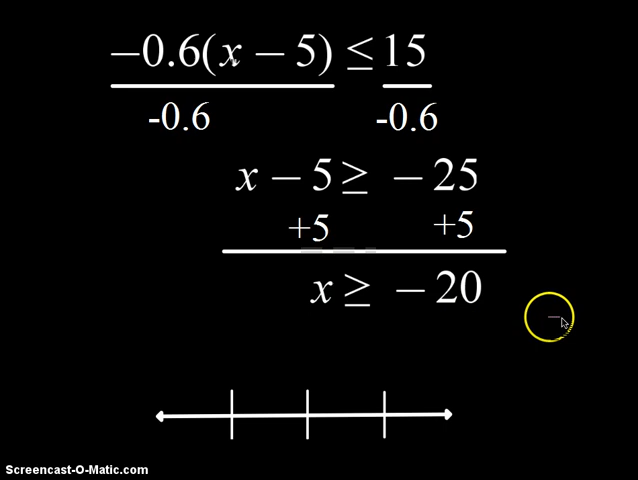 −0.6(x − 5) ≤ 15
-0.6 -0.6
x − 5 ≥ − 25
+5 +5
x ≥ − 20
Screencast-O-Matic.com